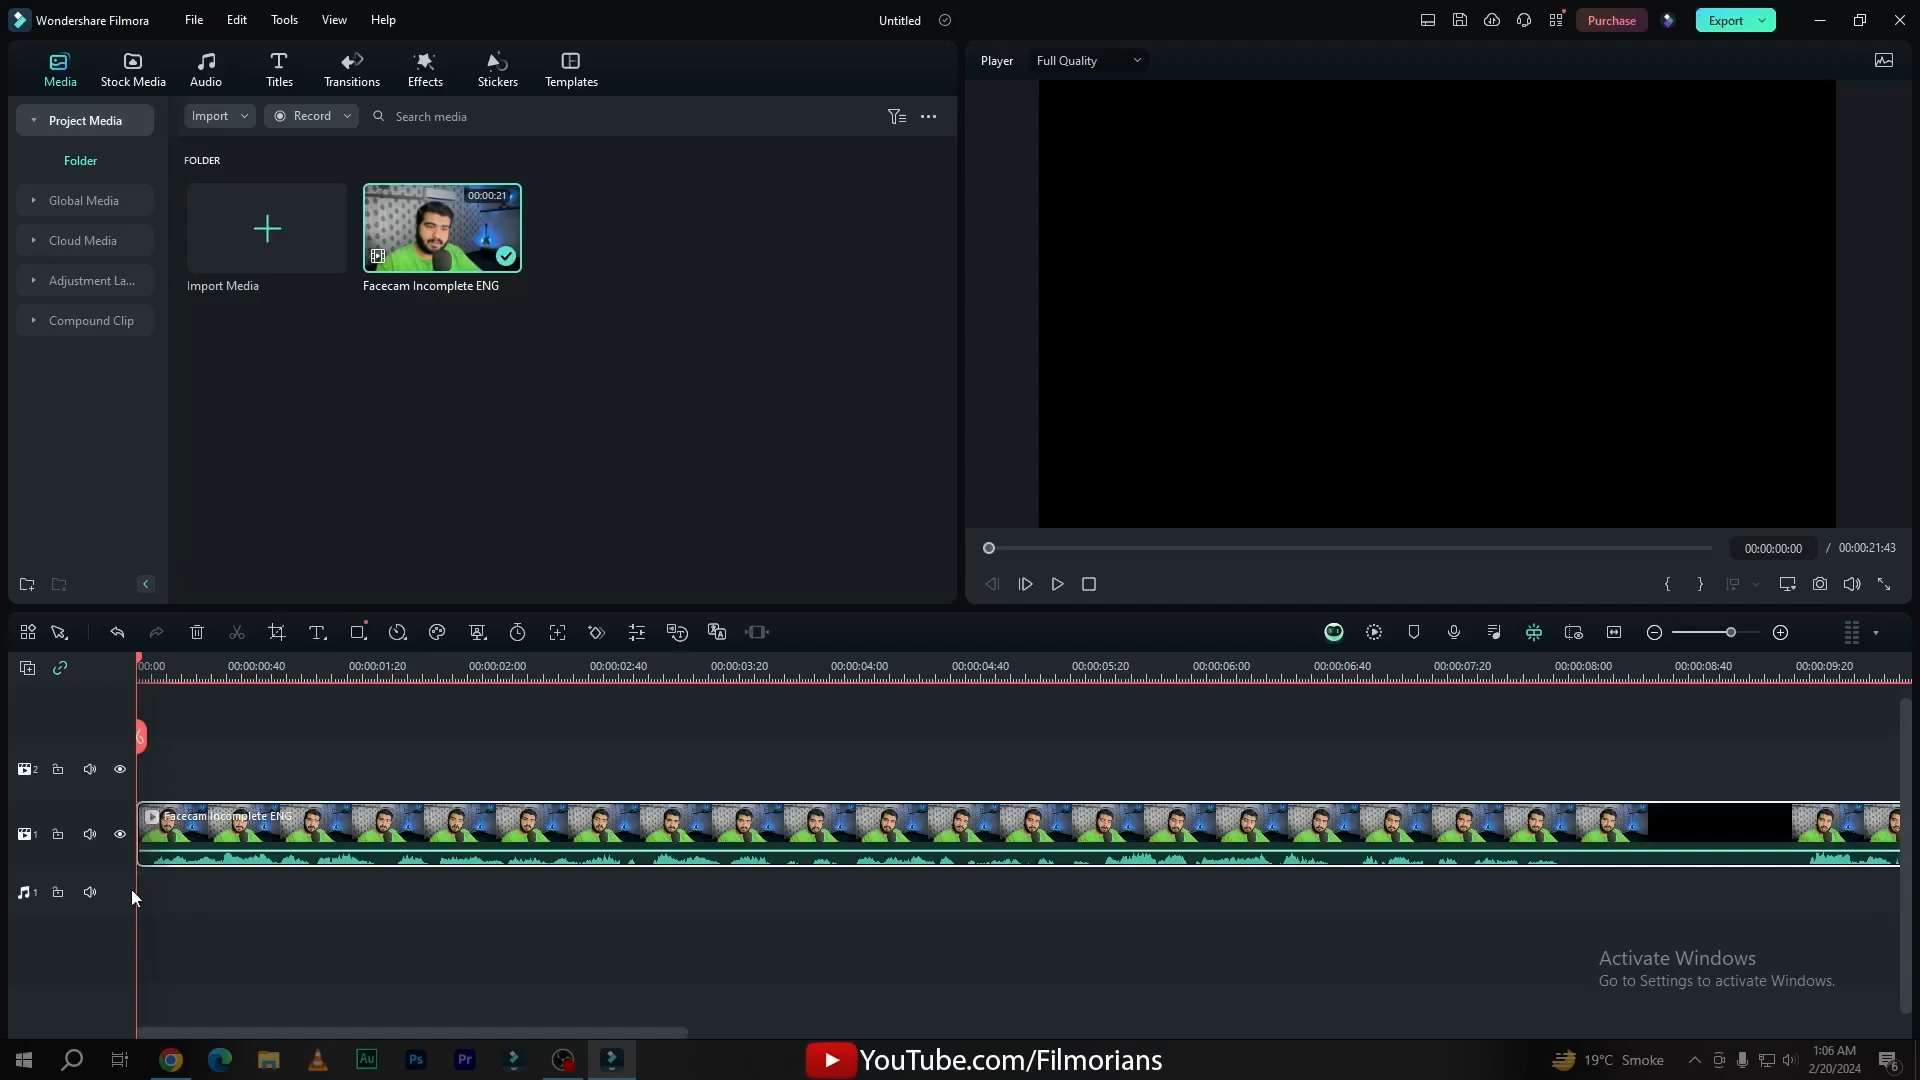 Wondershare Filmora
File
Edit
Tools
View
Help
Untitled
Purchase
Export
Media
Stock Media
Audio
Titles
Transitions
Effects
Stickers
Templates
Player
Full Quality
Project Media
Folder
Global Media
Cloud Media
Adjustment La...
Compound Clip
Import
Record
Search media
FOLDER
00:00:21
Import Media
Facecam Incomplete ENG
00:00:00:00
/
00:00:21:43
00:00
00:00:00:40
00:00:01:20
00:00:02:00
00:00:02:40
00:00:03:20
00:00:04:00
00:00:04:40
00:00:05:20
00:00:06:00
00:00:06:40
00:00:07:20
00:00:08:00
00:00:08:40
00:00:09:20
2
Facecam Incomplete ENG
1
1
Activate Windows
Go to Settings to activate Windows.
Au
Ps
Pr
YouTube.com/Filmorians
19°C Smoke
1:06 AM
2/20/2024
6